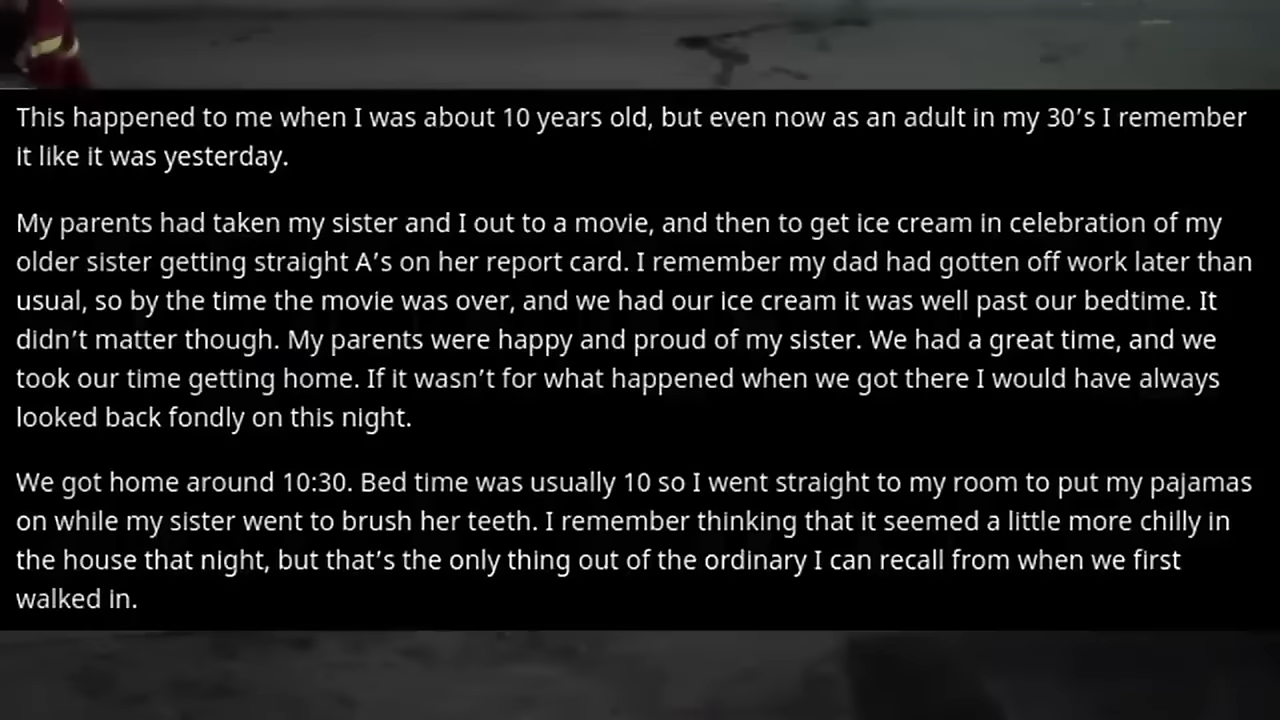 This happened to me when I was about 10 years old, but even now as an adult in my 30’s I remember
it like it was yesterday.
My parents had taken my sister and I out to a movie, and then to get ice cream in celebration of my
older sister getting straight A’s on her report card. I remember my dad had gotten off work later than
usual, so by the time the movie was over, and we had our ice cream it was well past our bedtime. It
didn’t matter though. My parents were happy and proud of my sister. We had a great time, and we
took our time getting home. If it wasn’t for what happened when we got there I would have always
looked back fondly on this night.
We got home around 10:30. Bed time was usually 10 so I went straight to my room to put my pajamas
on while my sister went to brush her teeth. I remember thinking that it seemed a little more chilly in
the house that night, but that’s the only thing out of the ordinary I can recall from when we first
walked in.